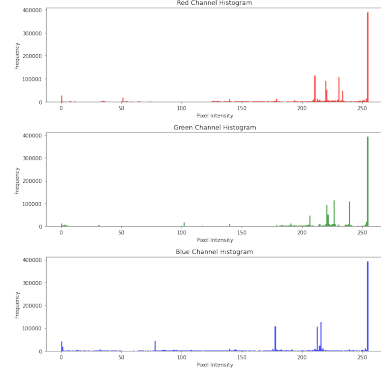 Red Channel Histogram
400000
300000
200000
100000
0
Frequency
0 50 100 150 200 250
Pixel Intensity
Green Channel Histogram
400000
300000
200000
100000
0
Frequency
0 50 100 150 200 250
Pixel Intensity
Blue Channel Histogram
400000
300000
200000
100000
0
Frequency
0 50 100 150 200 250
Pixel Intensity